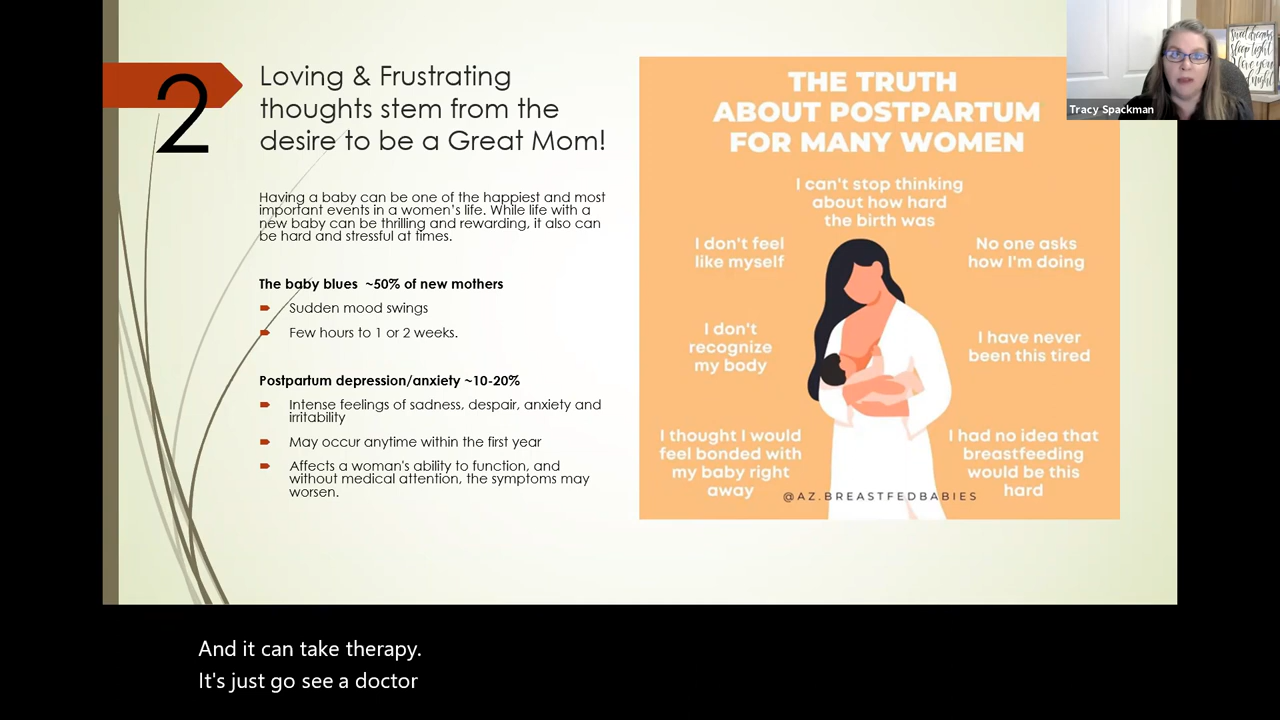 2
Loving & Frustrating
thoughts stem from the
desire to be a Great Mom!
Having a baby can be one of the happiest and most
important events in a women's life. While life with a
new baby can be thrilling and rewarding, it also can
be hard and stressful at times.
The baby blues ~50% of new mothers
Sudden mood swings
Few hours to 1 or 2 weeks.
Postpartum depression/anxiety ~10-20%
Intense feelings of sadness, despair, anxiety and
irritability
May occur anytime within the first year
Affects a woman's ability to function, and
without medical attention, the symptoms may
worsen.
THE TRUTH
ABOUT POSTPARTUM
FOR MANY WOMEN
I can't stop thinking
about how hard
the birth was
I don't feel
like myself
No one asks
how I'm doing
I don't
recognize
my body
I have never
been this tired
I thought I would
feel bonded with
my baby right
away
I had no idea that
breastfeeding
would be this
hard
@AZ.BREASTFEDBABIES
Tracy Spackman
sweet dreams
sleep tight
love you
goodnight
And it can take therapy.
It's just go see a doctor